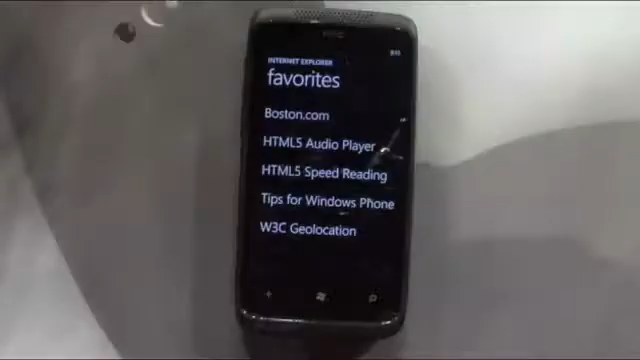 INTERNET EXPLORER
favorites
Boston.com
HTML5 Audio Player
HTML5 Speed Reading
Tips for Windows Phone
W3C Geolocation